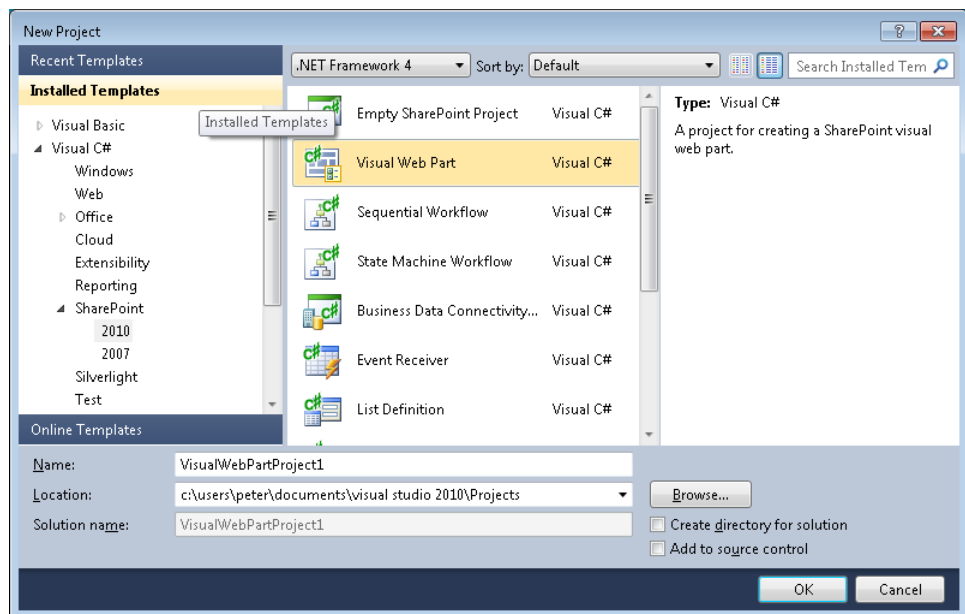 New Project
Recent Templates
Installed Templates
Installed Templates
Visual Basic
Visual C#
Windows
Web
Office
Cloud
Extensibility
Reporting
SharePoint
2010
2007
Silverlight
Test
Online Templates
.NET Framework 4 Sort by: Default Search Installed Tem
Empty SharePoint Project Visual C#
Visual Web Part Visual C#
Sequential Workflow Visual C#
State Machine Workflow Visual C#
Business Data Connectivity... Visual C#
Event Receiver Visual C#
List Definition Visual C#
Type: Visual C#
A project for creating a SharePoint visual
web part.
Name: VisualWebPartProject1
Location: c:\users\peter\documents\visual studio 2010\Projects Browse...
Solution name: VisualWebPartProject1
Create directory for solution
Add to source control
OK Cancel